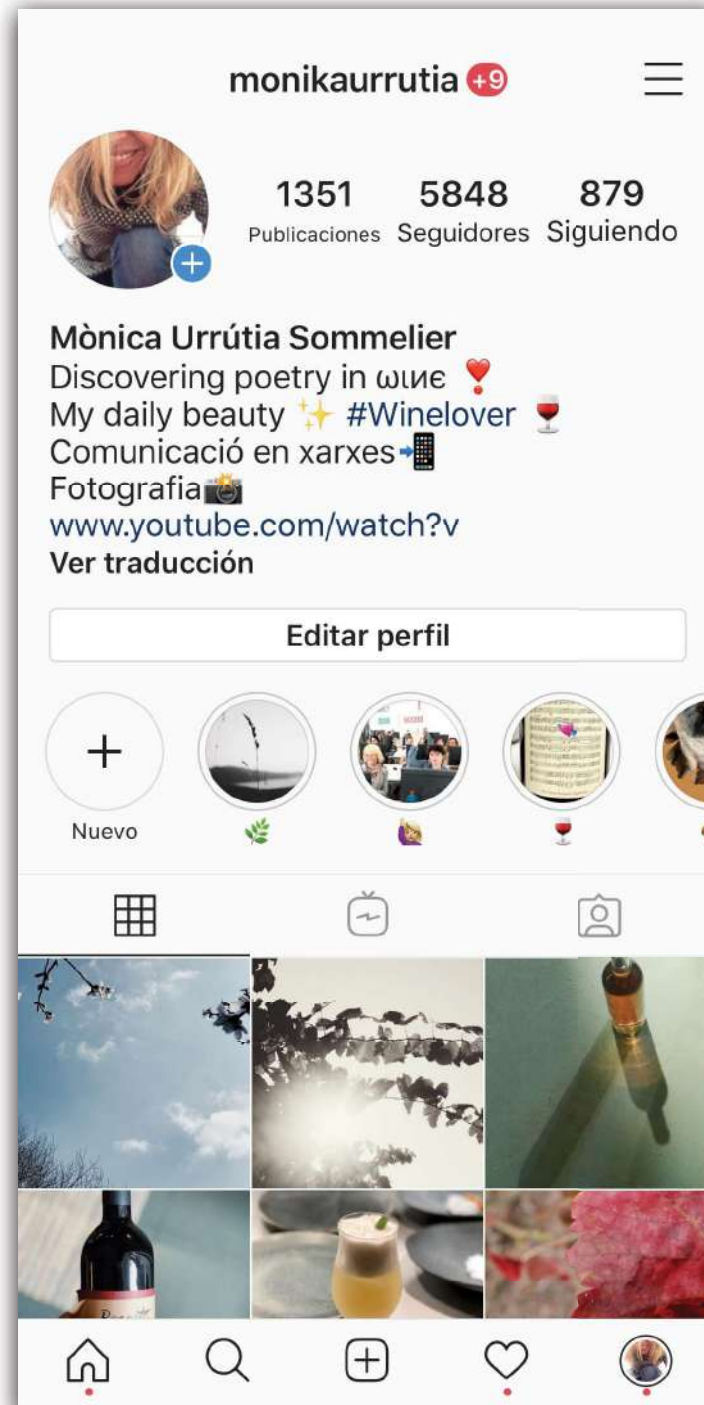 monikaurrutia +9
1351 5848 879
Publicaciones Seguidores Siguiendo
Mònica Urrútia Sommelier
Discovering poetry in ωιиє ❣️
My daily beauty ✨ #Winelover 🍷
Comunicació en xarxes📲
Fotografia📸
www.youtube.com/watch?v
Ver traducción
Editar perfil
Nuevo